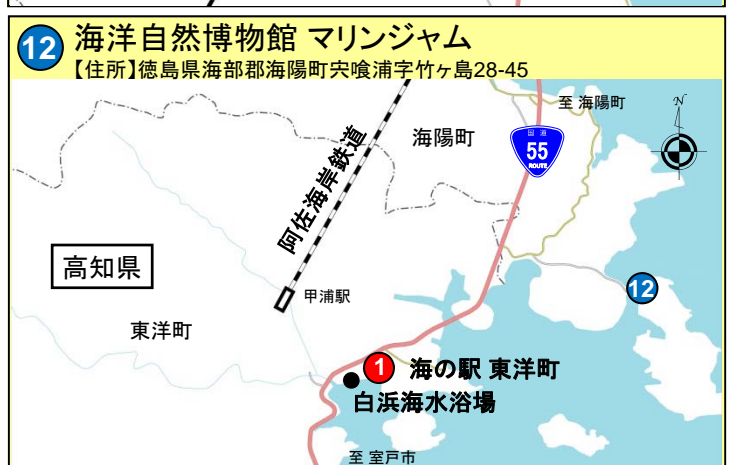 12 海洋自然博物館 マリンジャム
【住所】徳島県海部郡海陽町宍喰浦字竹ヶ島28-45
至 海陽町
N
海陽町
国道
55
ROUTE
阿佐海岸鉄道
高知県
甲浦駅
12
東洋町
1 海の駅 東洋町
白浜海水浴場
至 室戸市